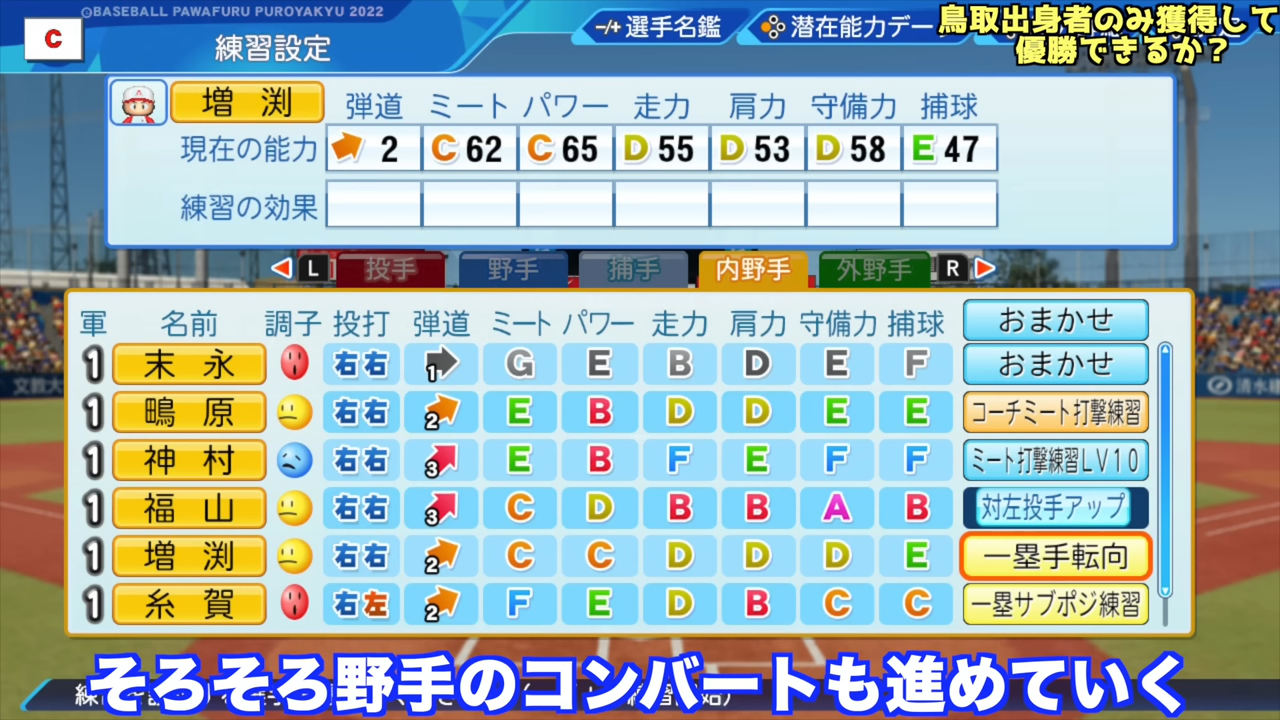 ©BASEBALL PAWAFURU PUROYAKYU 2022
C
練習設定
−/+ 選手名鑑
潜在能力デー
鳥取出身者のみ獲得して
優勝できるか？
増渕 弾道 ミート パワー 走力 肩力 守備力 捕球
現在の能力 2 C 62 C 65 D 55 D 53 D 58 E 47
練習の効果
L 投手 野手 捕手 内野手 外野手 R
軍 名前 調子 投打 弾道 ミート パワー 走力 肩力 守備力 捕球 おまかせ
1 末永 右右 1 G E B D E F おまかせ
1 鴫原 右右 2 E B D D E E コーチミート打撃練習
1 神村 右右 3 E B F E F F ミート打撃練習LV10
1 福山 右右 3 C D B B A B 対左投手アップ
1 増渕 右右 2 C C D D D E 一塁手転向
1 糸賀 右左 2 F E D B C C 一塁サブポジ練習
そろそろ野手のコンバートも進めていく